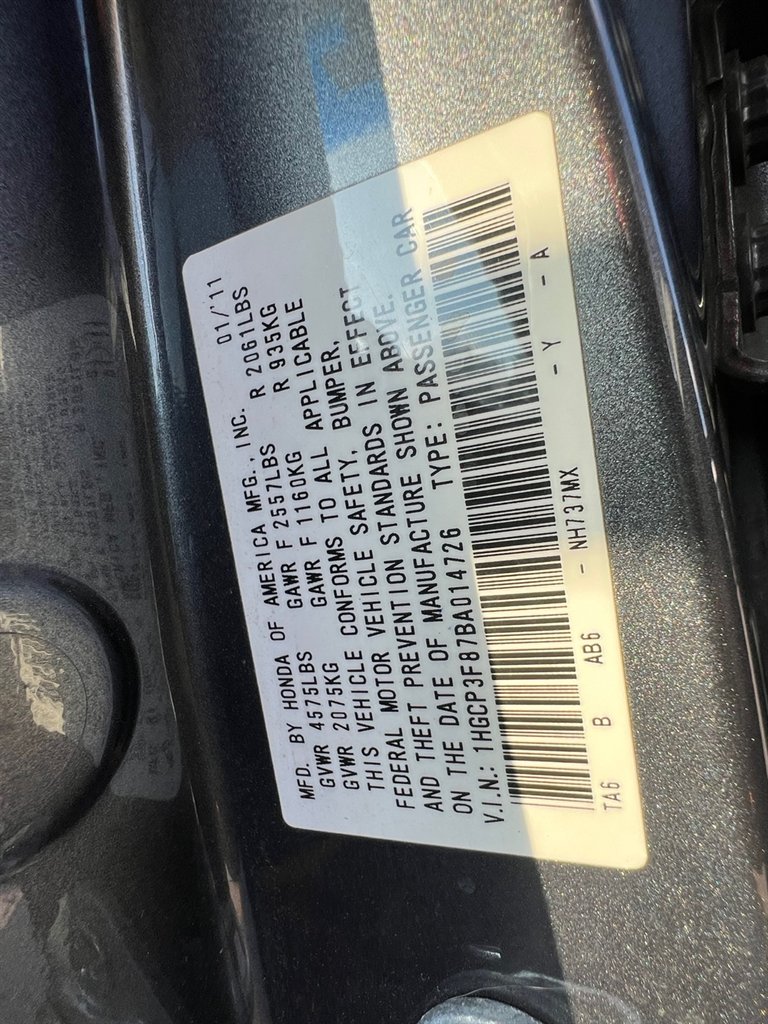 MFD. BY HONDA OF AMERICA MFG., INC. 01/'11
GVWR 4575LBS GAWR F 2557LBS R 2061LBS
GVWR 2075KG GAWR F 1160KG R 935KG
THIS VEHICLE CONFORMS TO ALL APPLICABLE
FEDERAL MOTOR VEHICLE SAFETY, BUMPER,
AND THEFT PREVENTION STANDARDS IN EFFECT
ON THE DATE OF MANUFACTURE SHOWN ABOVE.
V.I.N.: 1HGCP3F87BA014726 TYPE: PASSENGER CAR
TA6 B AB6 - NH737MX - Y - A